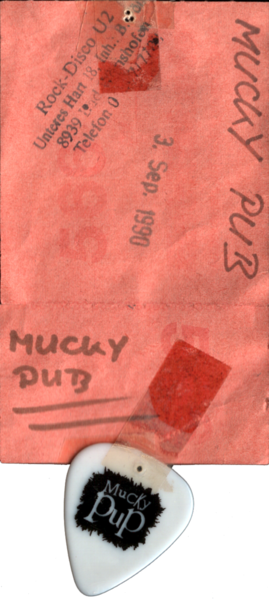 Rock-Disco U2
Unteres Hart 18
8939
Telefon 0
3. Sep. 1990
MUCKY PUB
MUCKY
PUB
Mucky
PuP